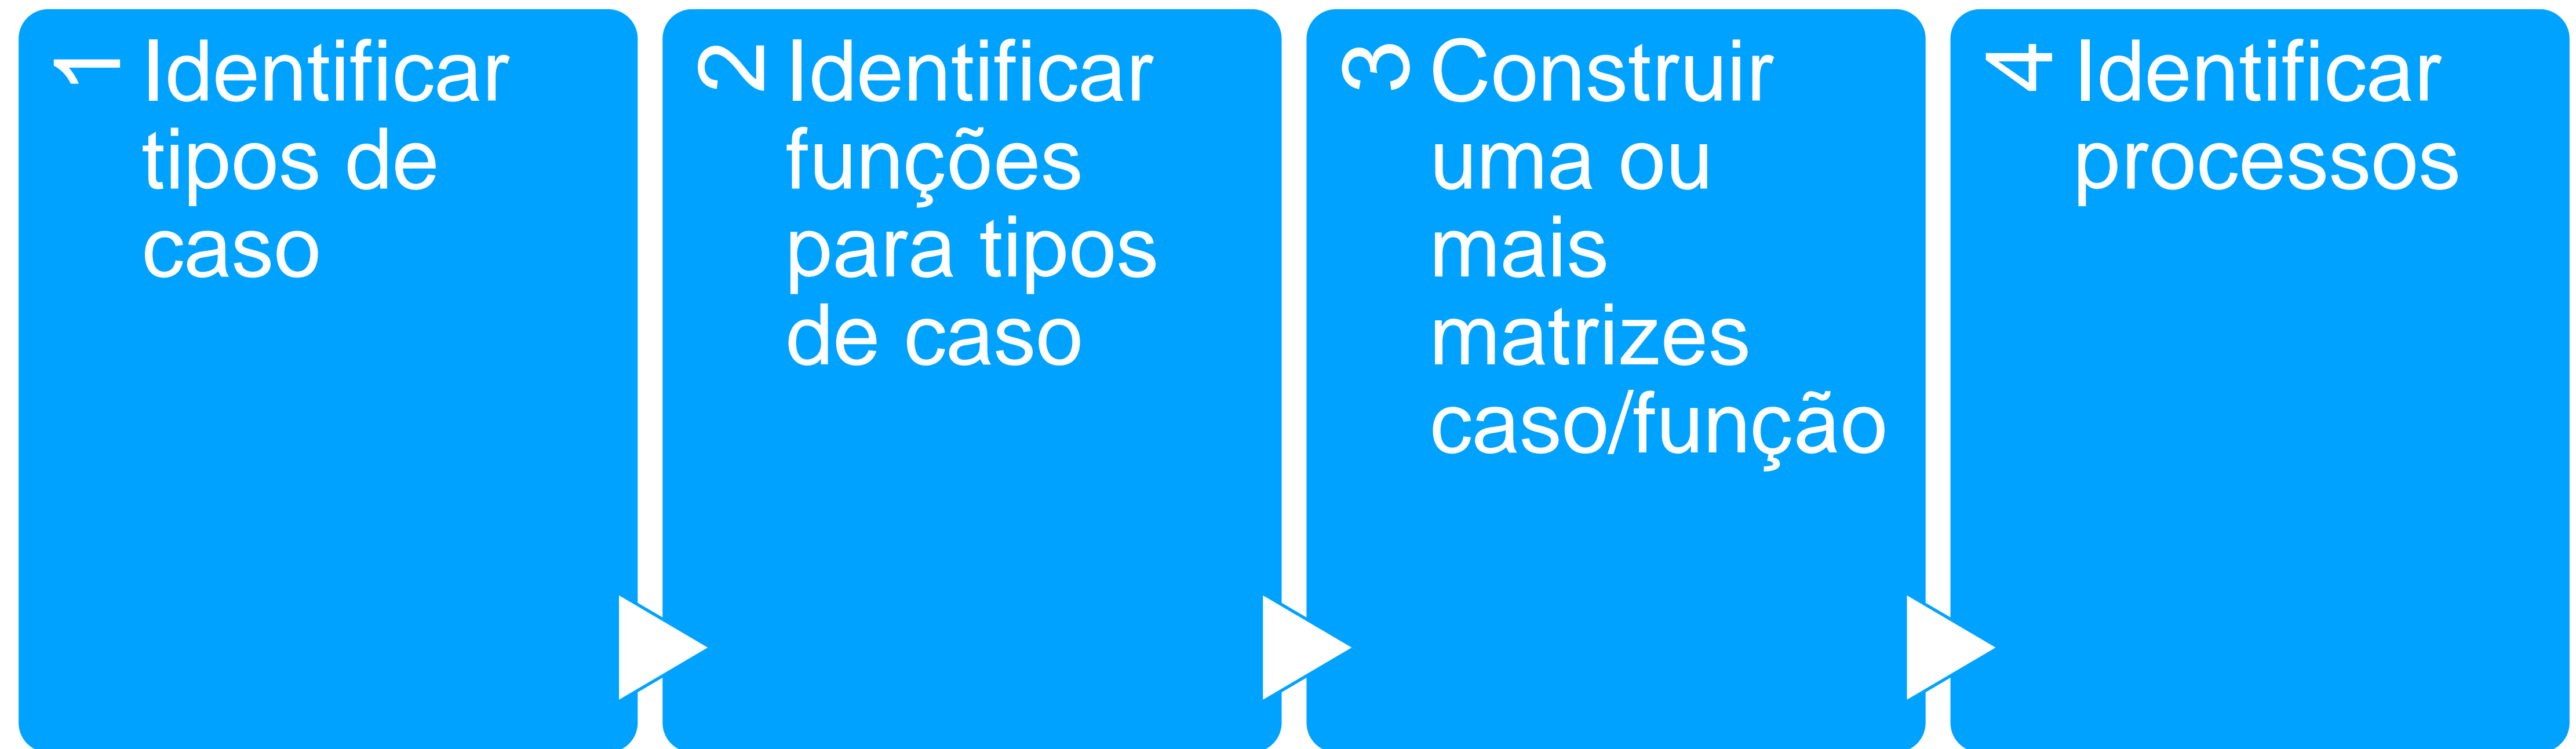 1
Identificar
tipos de
caso
2
Identificar
funções
para tipos
de caso
3
Construir
uma ou
mais
matrizes
caso/função
4
Identificar
processos